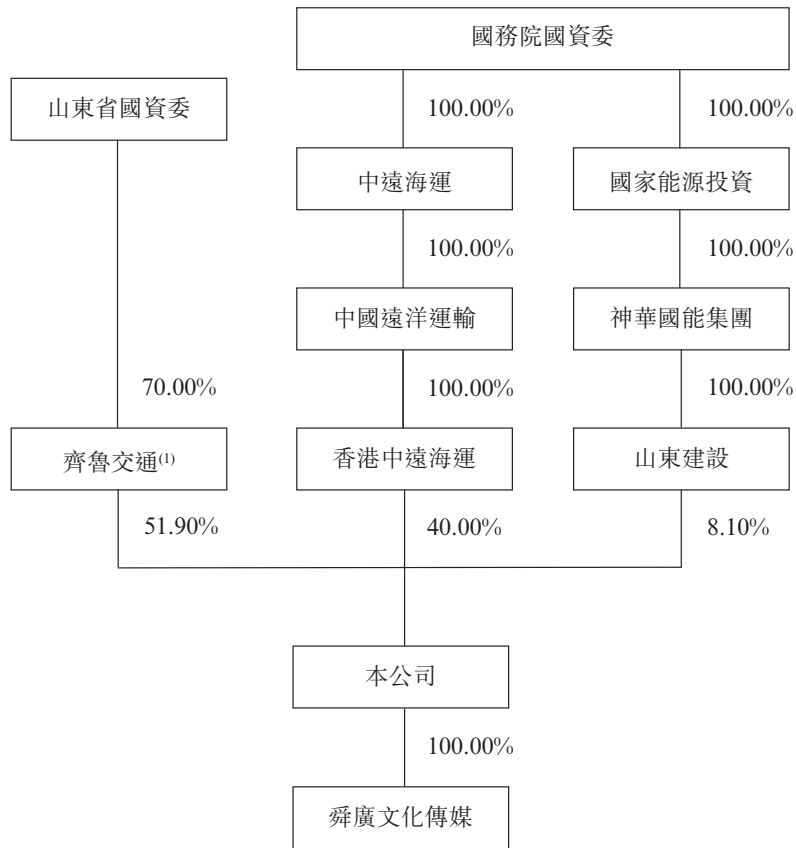 國務院國資委
山東省國資委
100.00%
100.00%
中遠海運
國家能源投資
100.00%
100.00%
中國遠洋運輸
神華國能集團
70.00%
100.00%
100.00%
齊魯交通(1)
香港中遠海運
山東建設
51.90%
40.00%
8.10%
本公司
100.00%
舜廣文化傳媒